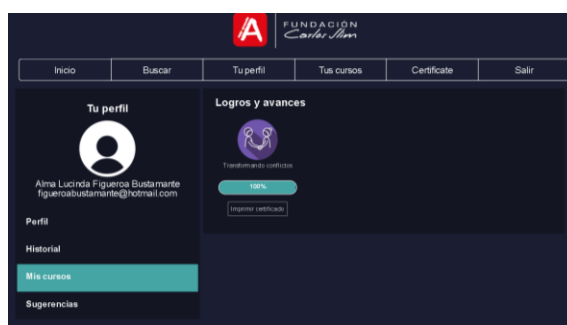 A
FUNDACIÓN
Carlos Slim
Inicio
Buscar
Tu perfil
Tus cursos
Certifícate
Salir
Tu perfil
Alma Lucinda Figueroa Bustamante
figueroabustamante@hotmail.com
Perfil
Historial
Mis cursos
Sugerencias
Logros y avances
Transformando conflictos
100%
Imprimir certificado